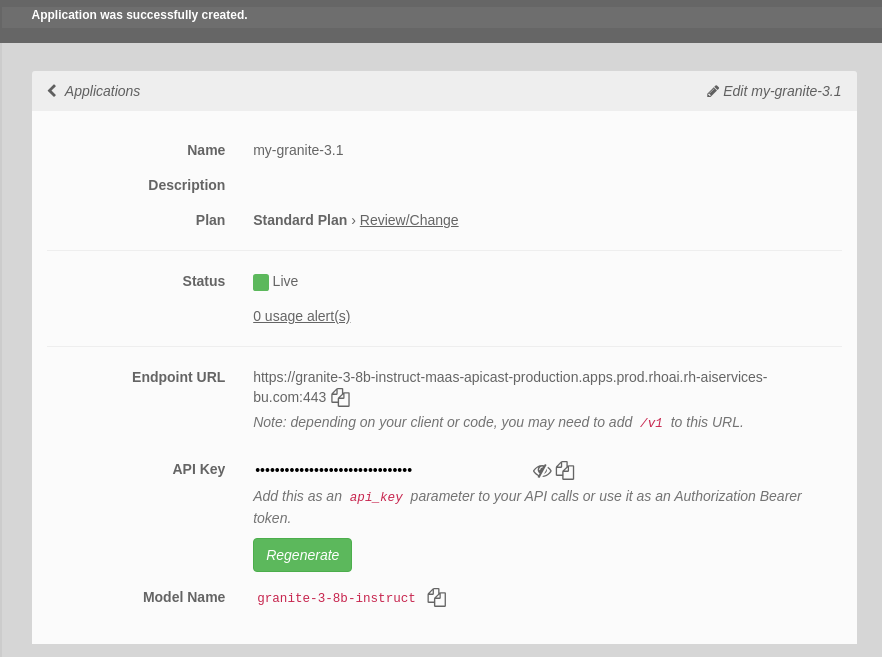 Application was successfully created.
Applications
Edit my-granite-3.1
Name my-granite-3.1
Description
Plan Standard Plan › Review/Change
Status Live
0 usage alert(s)
Endpoint URL https://granite-3-8b-instruct-maas-apicast-production.apps.prod.rhoai.rh-aiservices-
bu.com:443
Note: depending on your client or code, you may need to add /v1 to this URL.
API Key ••••••••••••••••••••••••••••••••
Add this as an api_key parameter to your API calls or use it as an Authorization Bearer
token.
Regenerate
Model Name granite-3-8b-instruct